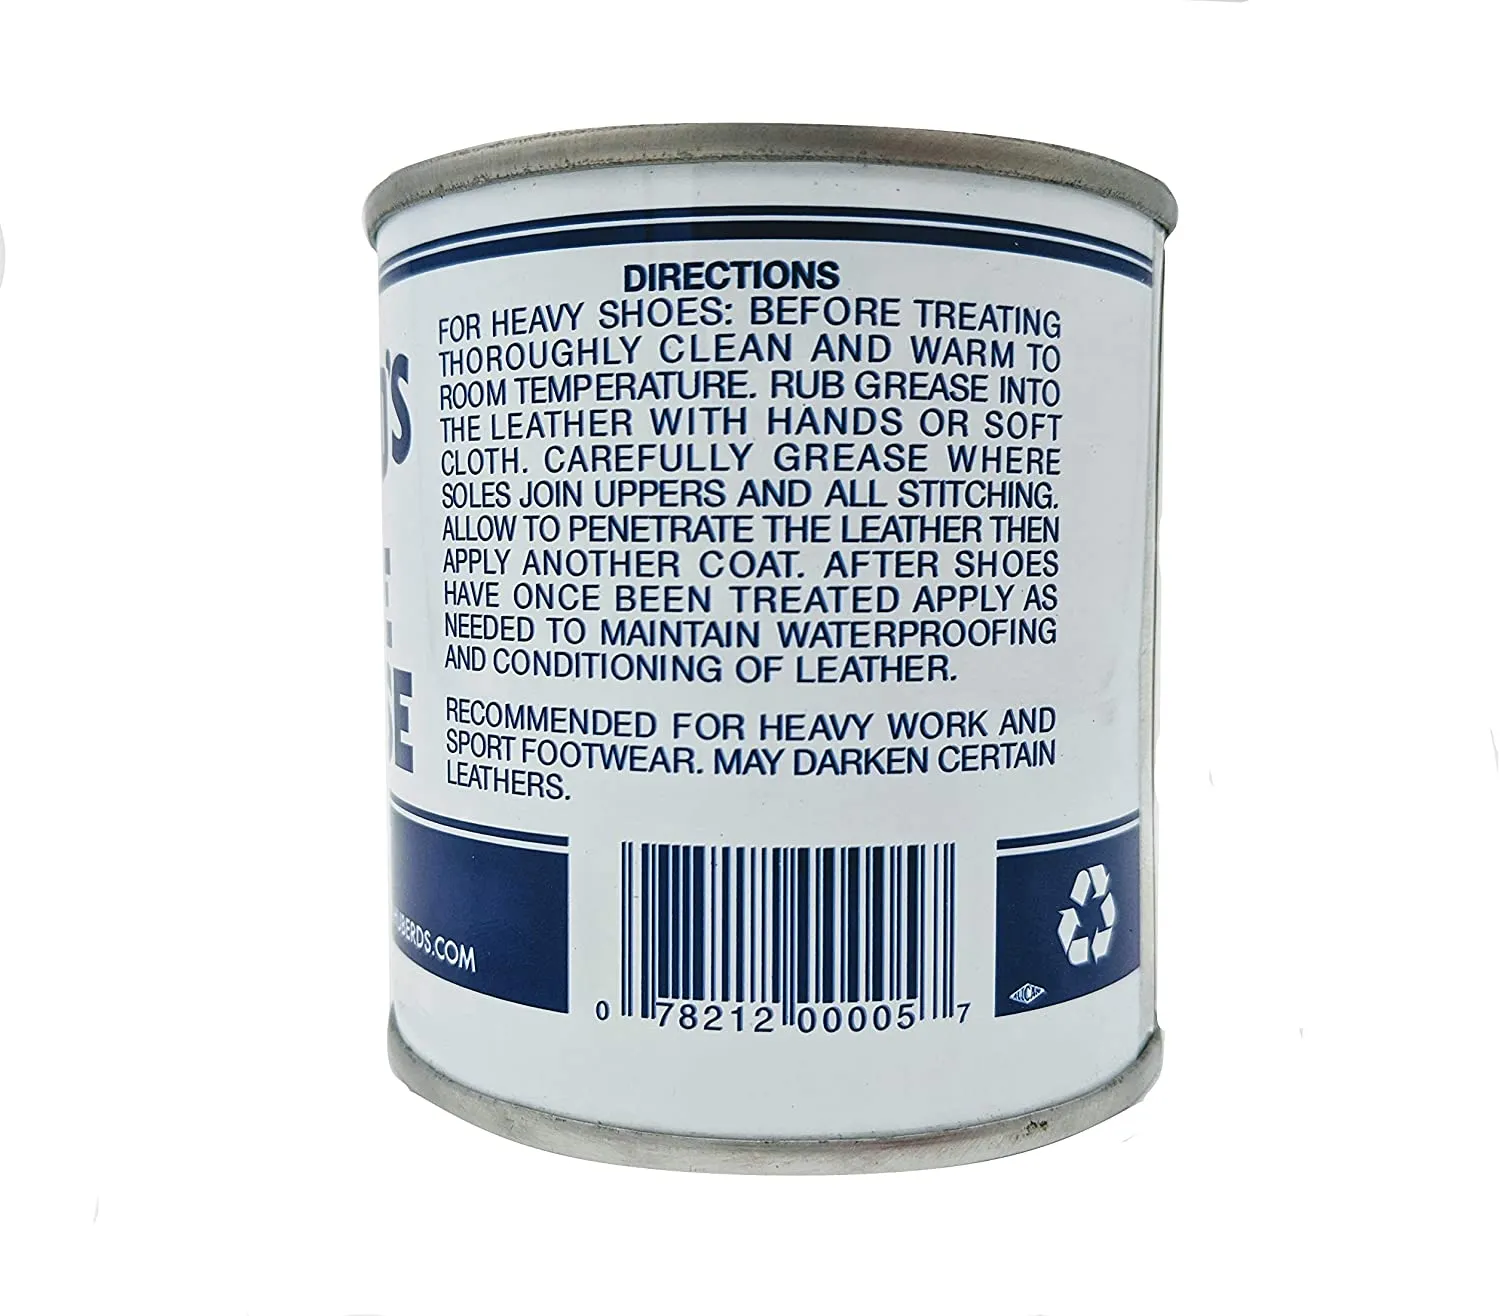 DIRECTIONS
FOR HEAVY SHOES: BEFORE TREATING
THOROUGHLY CLEAN AND WARM TO
ROOM TEMPERATURE. RUB GREASE INTO
THE LEATHER WITH HANDS OR SOFT
CLOTH. CAREFULLY GREASE WHERE
SOLES JOIN UPPERS AND ALL STITCHING.
ALLOW TO PENETRATE THE LEATHER THEN
APPLY ANOTHER COAT. AFTER SHOES
HAVE ONCE BEEN TREATED APPLY AS
NEEDED TO MAINTAIN WATERPROOFING
AND CONDITIONING OF LEATHER.
RECOMMENDED FOR HEAVY WORK AND
SPORT FOOTWEAR. MAY DARKEN CERTAIN
LEATHERS.
'S
E
E
SE
UBERDS.COM
0 78212 00005 7